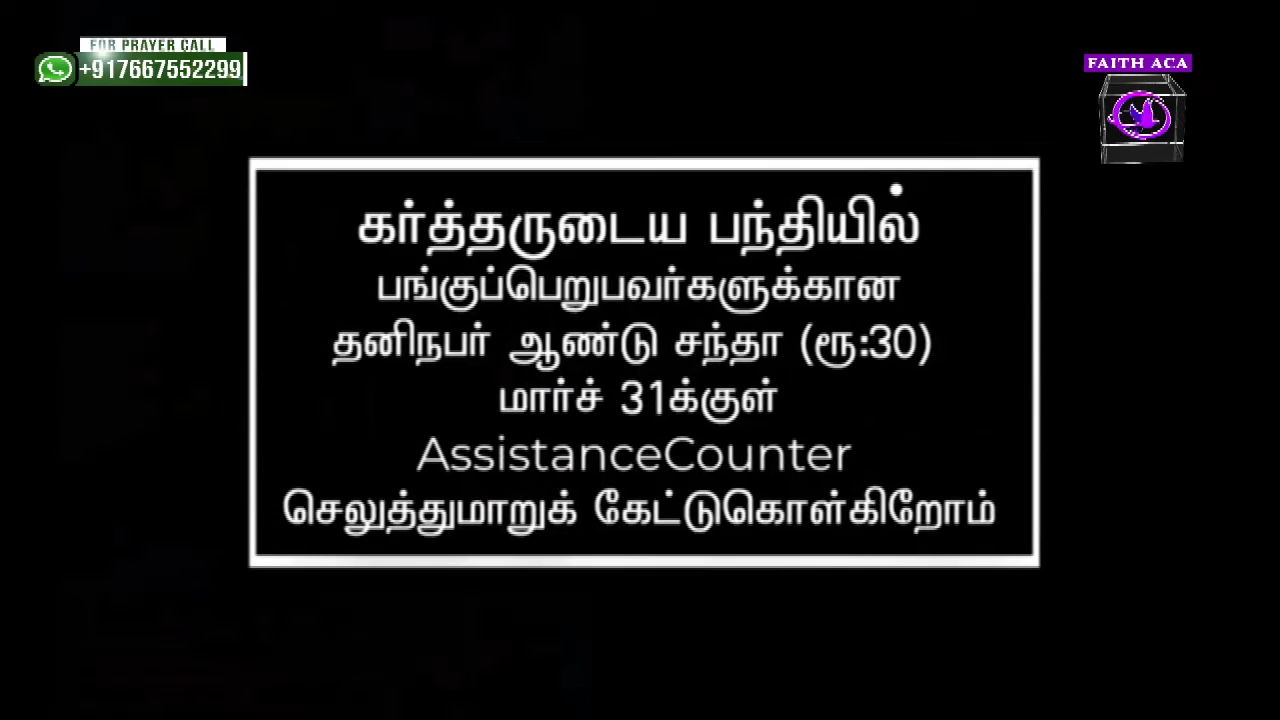 FOR PRAYER CALL
+917667552299
FAITH ACA
கர்த்தருடைய பந்தியில்
பங்குப்பெறுபவர்களுக்கான
தனிநபர் ஆண்டு சந்தா (ரூ:30)
மார்ச் 31க்குள்
AssistanceCounter
செலுத்துமாறுக் கேட்டுகொள்கிறோம்